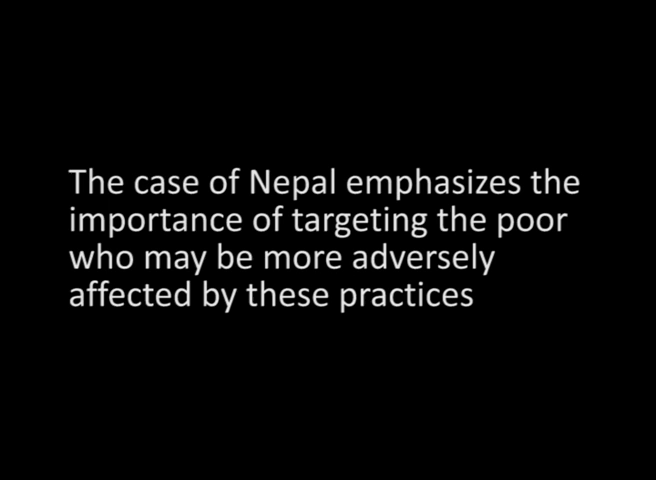 The case of Nepal emphasizes the
importance of targeting the poor
who may be more adversely
affected by these practices